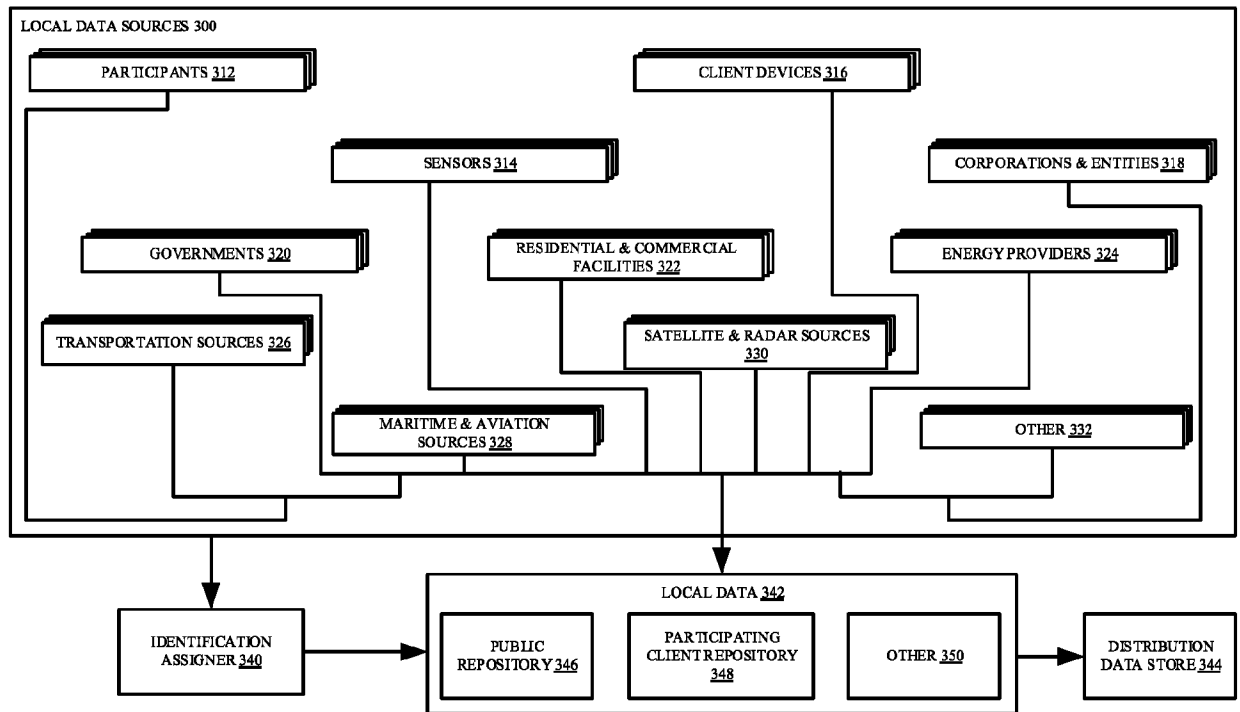 LOCAL DATA SOURCES 300
PARTICIPANTS 312
CLIENT DEVICES 316
SENSORS 314
CORPORATIONS & ENTITIES 318
GOVERNMENTS 320
RESIDENTIAL & COMMERCIAL
FACILITIES 322
ENERGY PROVIDERS 324
TRANSPORTATION SOURCES 326
SATELLITE & RADAR SOURCES
330
MARITIME & AVIATION
SOURCES 328
OTHER 332
LOCAL DATA 342
IDENTIFICATION
ASSIGNER 340
PUBLIC
REPOSITORY 346
PARTICIPATING
CLIENT REPOSITORY
348
OTHER 350
DISTRIBUTION
DATA STORE 344